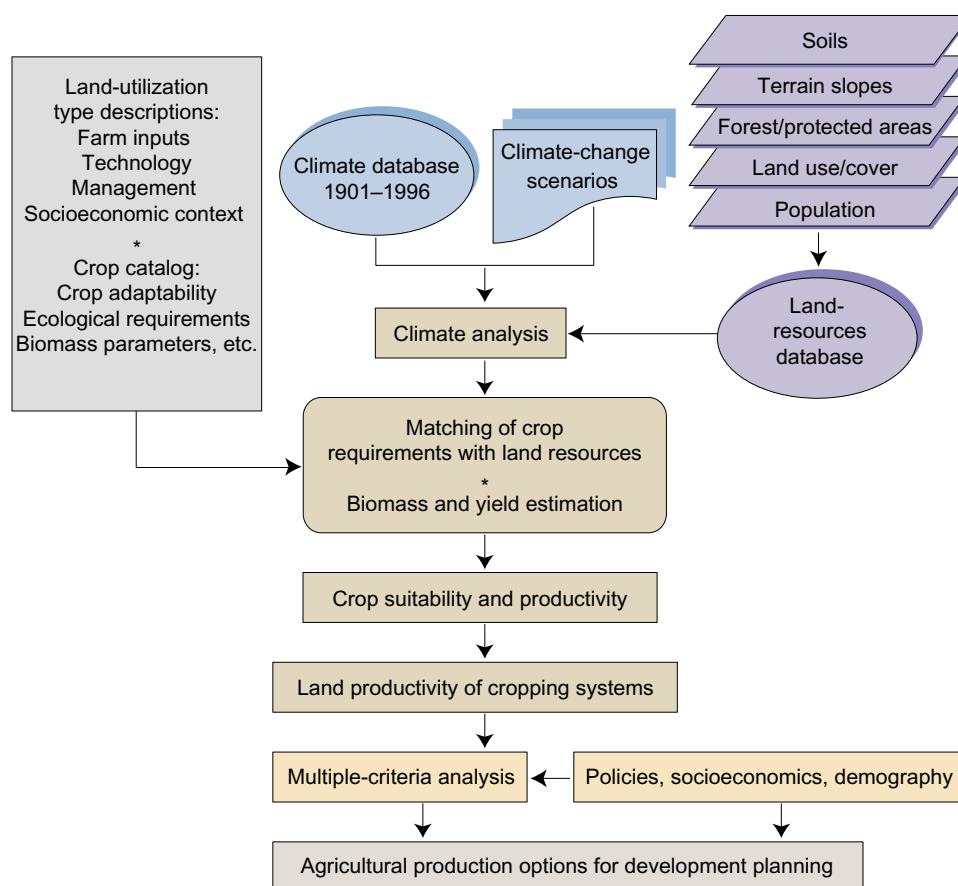 Land-utilization
type descriptions:
Farm inputs
Technology
Management
Socioeconomic context
*
Crop catalog:
Crop adaptability
Ecological requirements
Biomass parameters, etc.
Climate database
1901–1996
Climate-change
scenarios
Soils
Terrain slopes
Forest/protected areas
Land use/cover
Population
Land-
resources
database
Climate analysis
Matching of crop
requirements with land resources
*
Biomass and yield estimation
Crop suitability and productivity
Land productivity of cropping systems
Multiple-criteria analysis
Policies, socioeconomics, demography
Agricultural production options for development planning